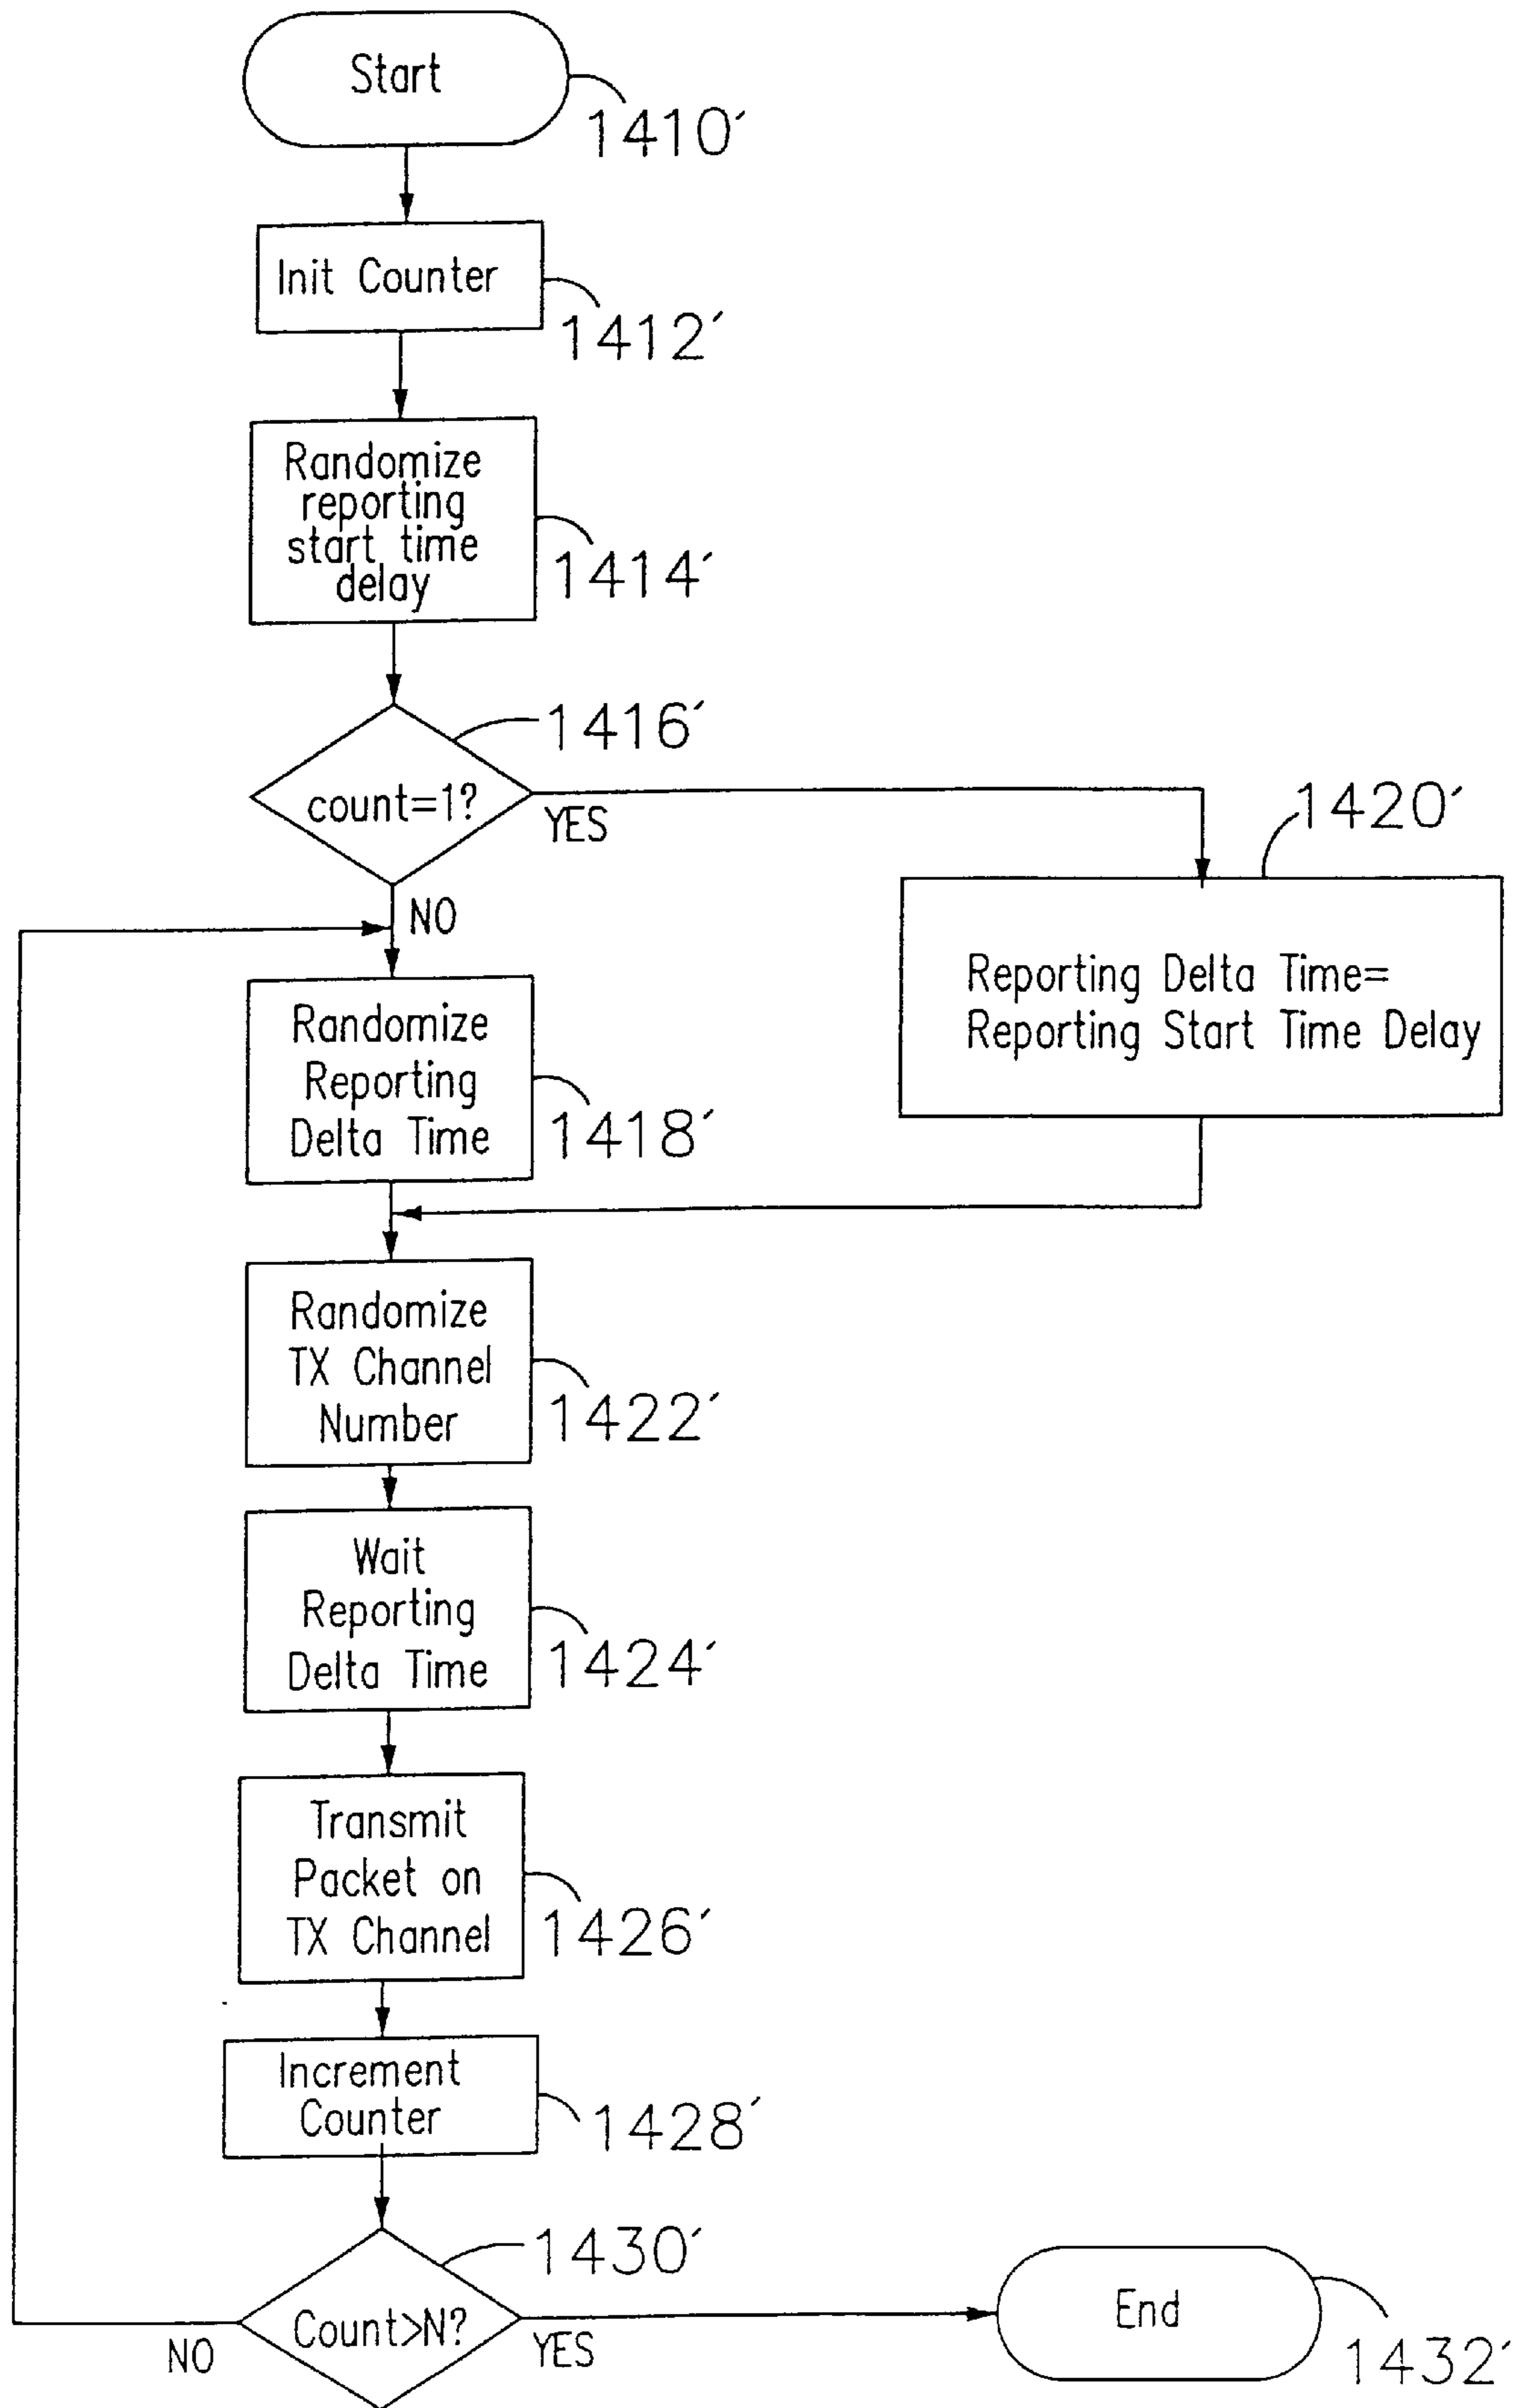 Start
1410′
Init Counter
1412′
Randomize
reporting
start time
delay
1414′
1416′
count=1?
YES
1420′
NO
Reporting Delta Time=
Reporting Start Time Delay
Randomize
Reporting
Delta Time
1418′
Randomize
TX Channel
Number
1422′
Wait
Reporting
Delta Time
1424′
Transmit
Packet on
TX Channel
1426′
Increment
Counter
1428′
1430′
Count>N?
NO
YES
End
1432′